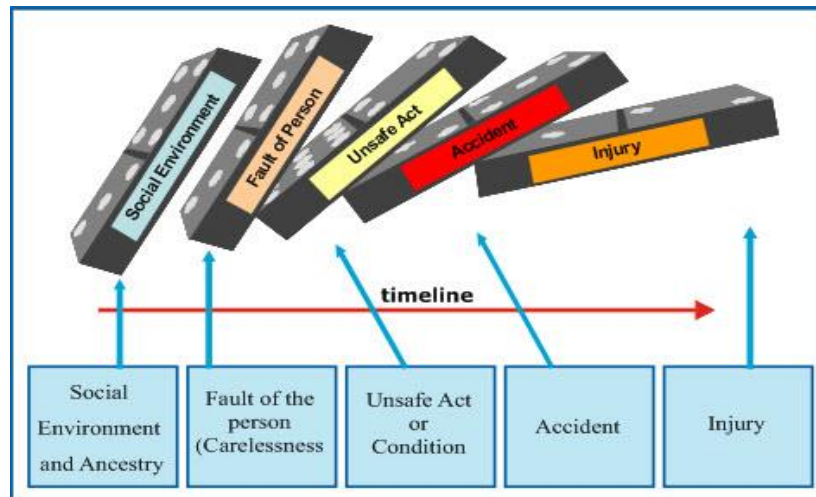 Social Environment
Fault of Person
Unsafe Act
Accident
Injury
timeline
Social
Environment
and Ancestry
Fault of the
person
(Carelessness
Unsafe Act
or
Condition
Accident
Injury